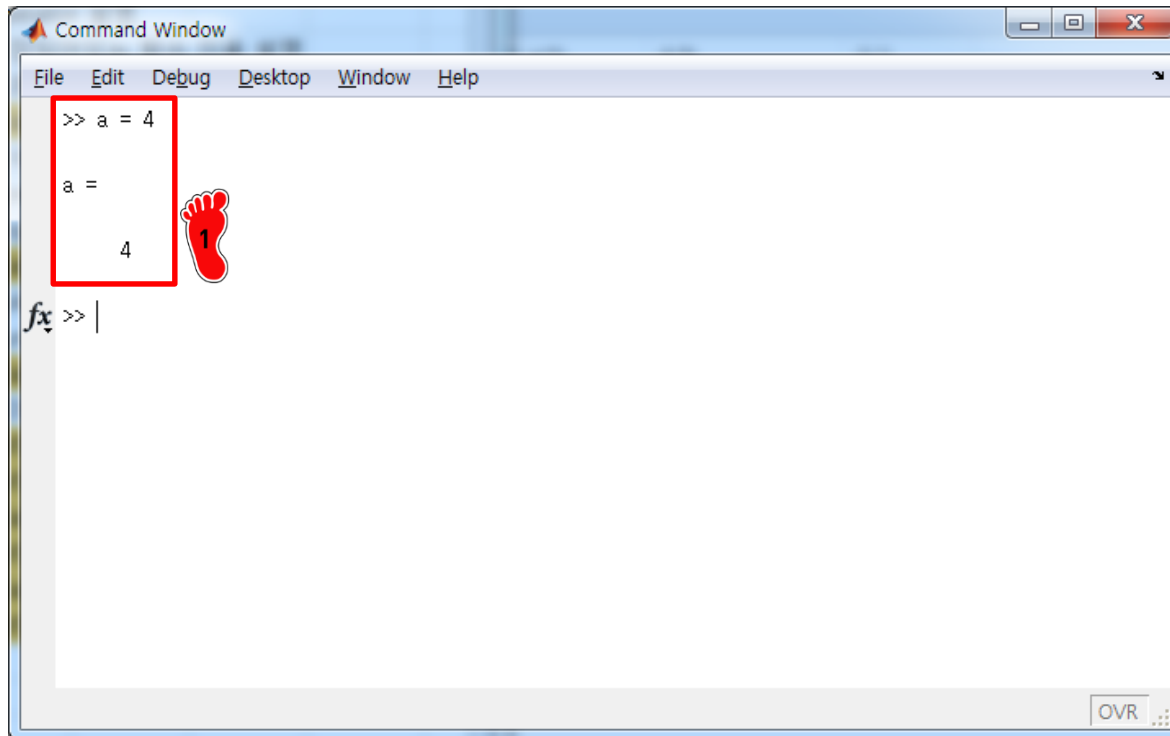 Command Window
File Edit Debug Desktop Window Help
>> a = 4
a =
4
1
fx >>
OVR